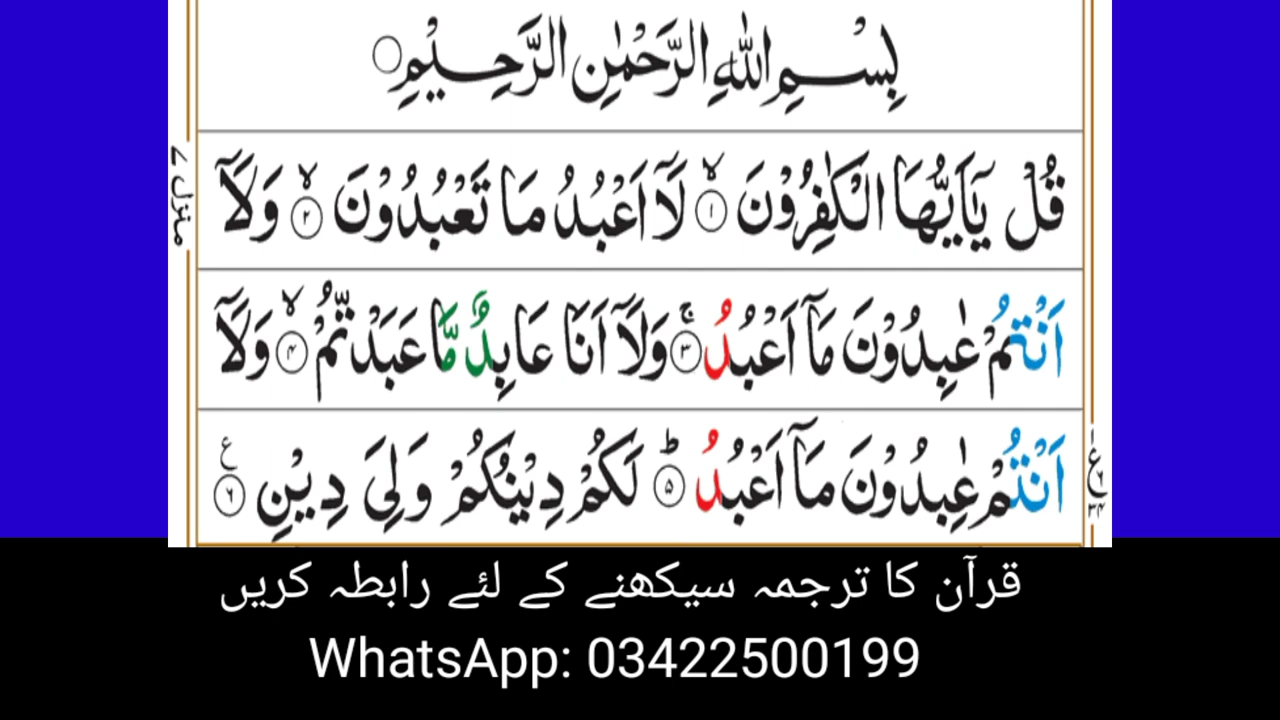 بِسْمِ اللّٰهِ الرَّحْمٰنِ الرَّحِيْمِ ○
قُلْ يٰۤاَيُّهَا الْكٰفِرُوْنَ ۙ﴿۱﴾ لَاۤ اَعْبُدُ مَا تَعْبُدُوْنَ ۙ﴿۲﴾ وَلَاۤ
اَنْتُمْ عٰبِدُوْنَ مَاۤ اَعْبُدُ ۚ﴿۳﴾ وَلَاۤ اَنَا عَابِدٌ مَّا عَبَدْتُّمْ ۙ﴿۴﴾ وَلَاۤ
اَنْتُمْ عٰبِدُوْنَ مَاۤ اَعْبُدُ ؕ﴿۵﴾ لَكُمْ دِيْنُكُمْ وَلِيَ دِيْنِ ﴿۶﴾ ع
منزل ۷
قرآن کا ترجمہ سیکھنے کے لئے رابطہ کریں
WhatsApp: 03422500199